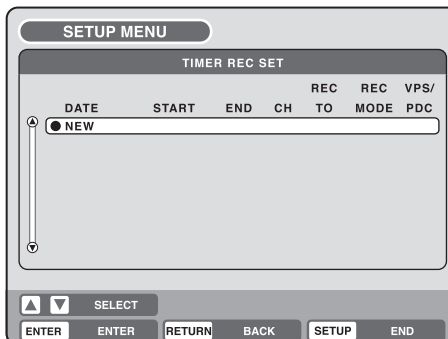 SETUP MENU
TIMER REC SET
REC REC VPS/
DATE START END CH TO MODE PDC
NEW
SELECT
ENTER ENTER RETURN BACK SETUP END